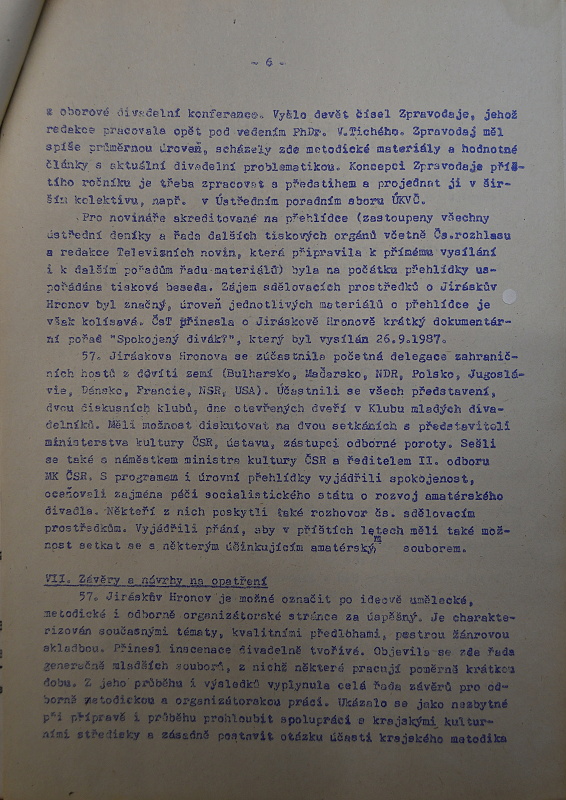 - 6 -
z oborové divadelní konference. Vyšlo devět čísel Zpravodaje, jehož
redakce pracovala opět pod vedením PhDr. V.Tichého. Zpravodaj měl
spíše průměrnou úroveň, scházely zde metodické materiály a hodnotné
články s aktuální divadelní problematikou. Koncepci Zpravodaje příš-
tího ročníku je třeba zpracovat s předstihem a projednat ji v šir-
ším kolektivu, např. v Ústředním poradním sboru ÚKVČ.
Pro novináře akreditované na přehlídce (zastoupeny všechny
ústřední deníky a řada dalších tiskových orgánů včetně Čs.rozhlasu
a redakce Televizních novin, která připravila k přímému vysílání
i k dalším pořadům řadu materiálů) byla na počátku přehlídky us-
pořádána tisková beseda. Zájem sdělovacích prostředků o Jiráskův
Hronov byl značný, úroveň jednotlivých materiálů o přehlídce je
však kolísavá. ČsT přinesla o Jiráskově Hronově krátký dokumentár-
ní pořad "Spokojený divák?", který byl vysílán 26.9.1987.
57. Jiráskova Hronova se zúčastnila početná delegace zahranič-
ních hostů z devíti zemí (Bulharsko, Maďarsko, NDR, Polsko, Jugoslá-
vie, Dánsko, Francie, NSR, USA). Účastnili se všech představení,
dvou diskusních klubů, dne otevřených dveří v Klubu mladých diva-
delníků. Měli možnost diskutovat na dvou setkáních s představiteli
ministerstva kultury ČSR, ústavu, zástupci odborné poroty. Sešli
se také s náměstkem ministra kultury ČSR a ředitelem II. odboru
MK ČSR. S programem i úrovní přehlídky vyjádřili spokojenost,
oceňovali zejména péči socialistického státu o rozvoj amatérského
divadla. Někteří z nich poskytli také rozhovor čs. sdělovacím
prostředkům. Vyjádřili přání, aby v příštích letech měli také mož-
nost setkat se s některým účinkujícím amatérským souborem.
VII. Závěry a návrhy na opatření
57. Jiráskův Hronov je možné označit po ideově umělecké,
metodické i odborně organizátorské stránce za úspěšný. Je charakte-
rizován současnými tématy, kvalitními předlohami, pestrou žánrovou
skladbou. Přinesl inscenace divadelně tvořivé. Objevila se zde řada
generačně mladších souborů, z nichž některé pracují poměrně krátkou
dobu. Z jeho průběhu i výsledků vyplynula celá řada závěrů pro od-
borně metodickou a organizátorskou práci. Ukázalo se jako nezbytné
při přípravě i průběhu prohloubit spolupráci s krajskými kultur-
ními středisky a zásadně postavit otázku účasti krajského metodika